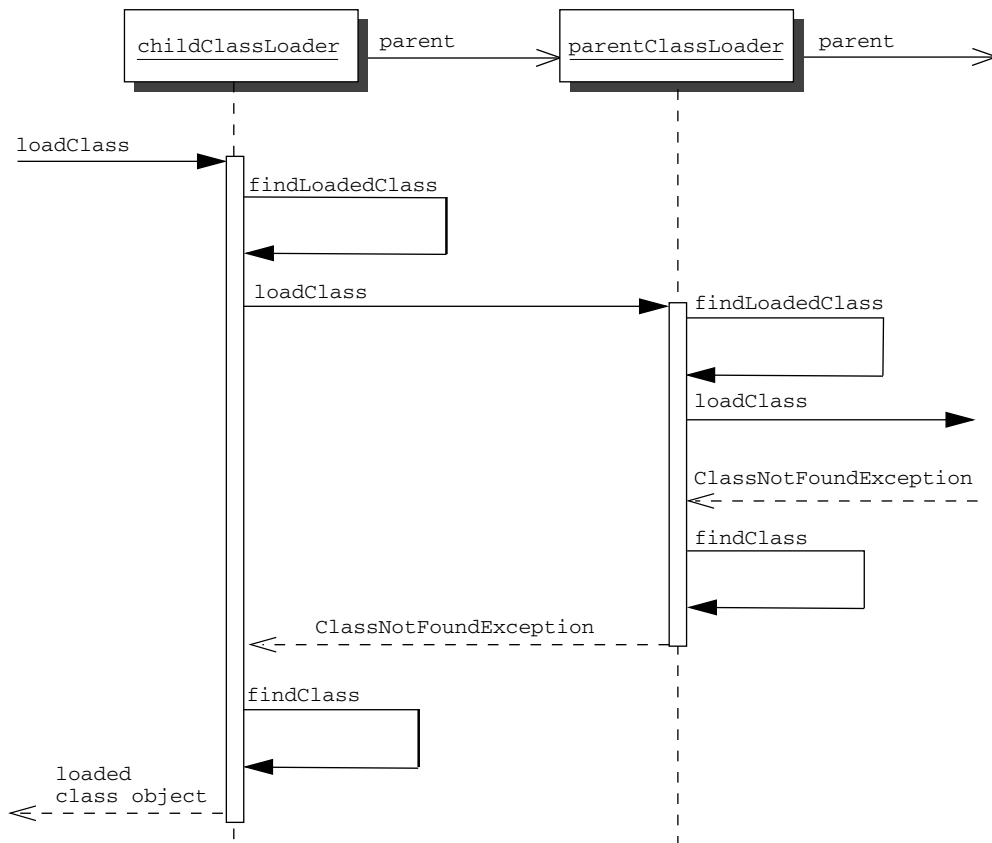 childClassLoader
parent
parentClassLoader
parent
loadClass
findLoadedClass
loadClass
findLoadedClass
loadClass
ClassNotFoundException
findClass
ClassNotFoundException
findClass
loaded
class object